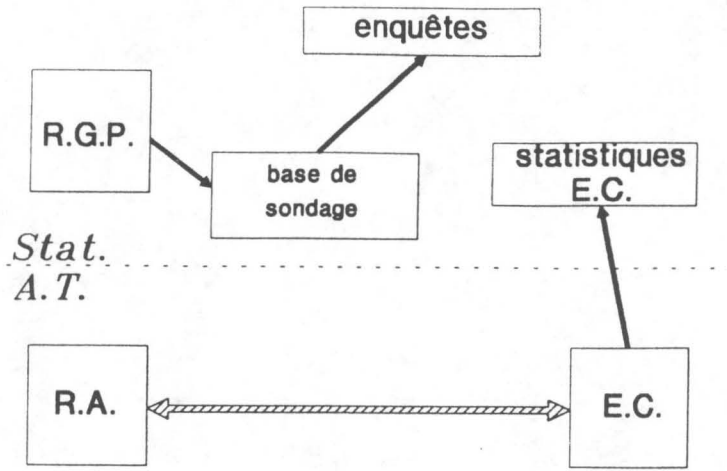 enquêtes
R.G.P.
base de
sondage
statistiques
E.C.
Stat.
A.T.
R.A.
E.C.